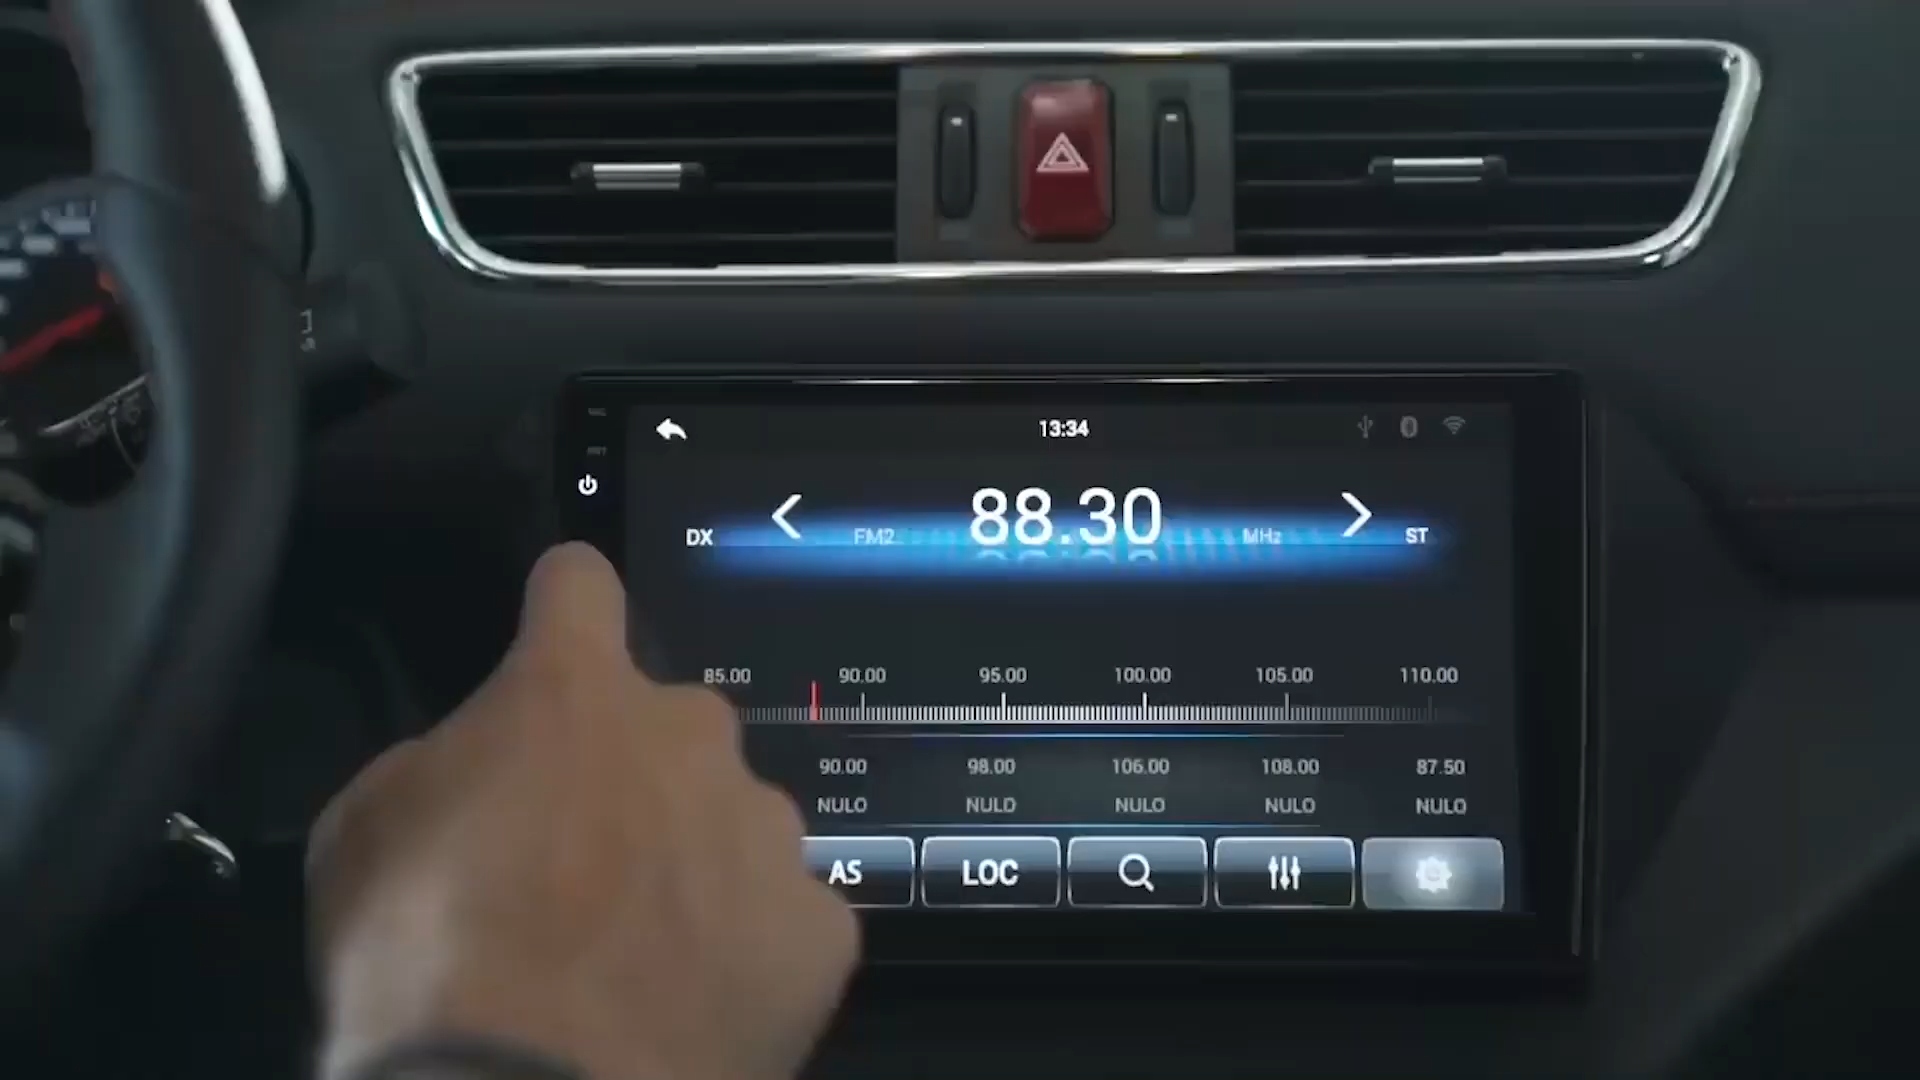 13:34
DX FM2 88.30 MHz ST
85.00 90.00 95.00 100.00 105.00 110.00
90.00 98.00 106.00 108.00 87.50
NULO NULO NULO NULO NULO
AS LOC